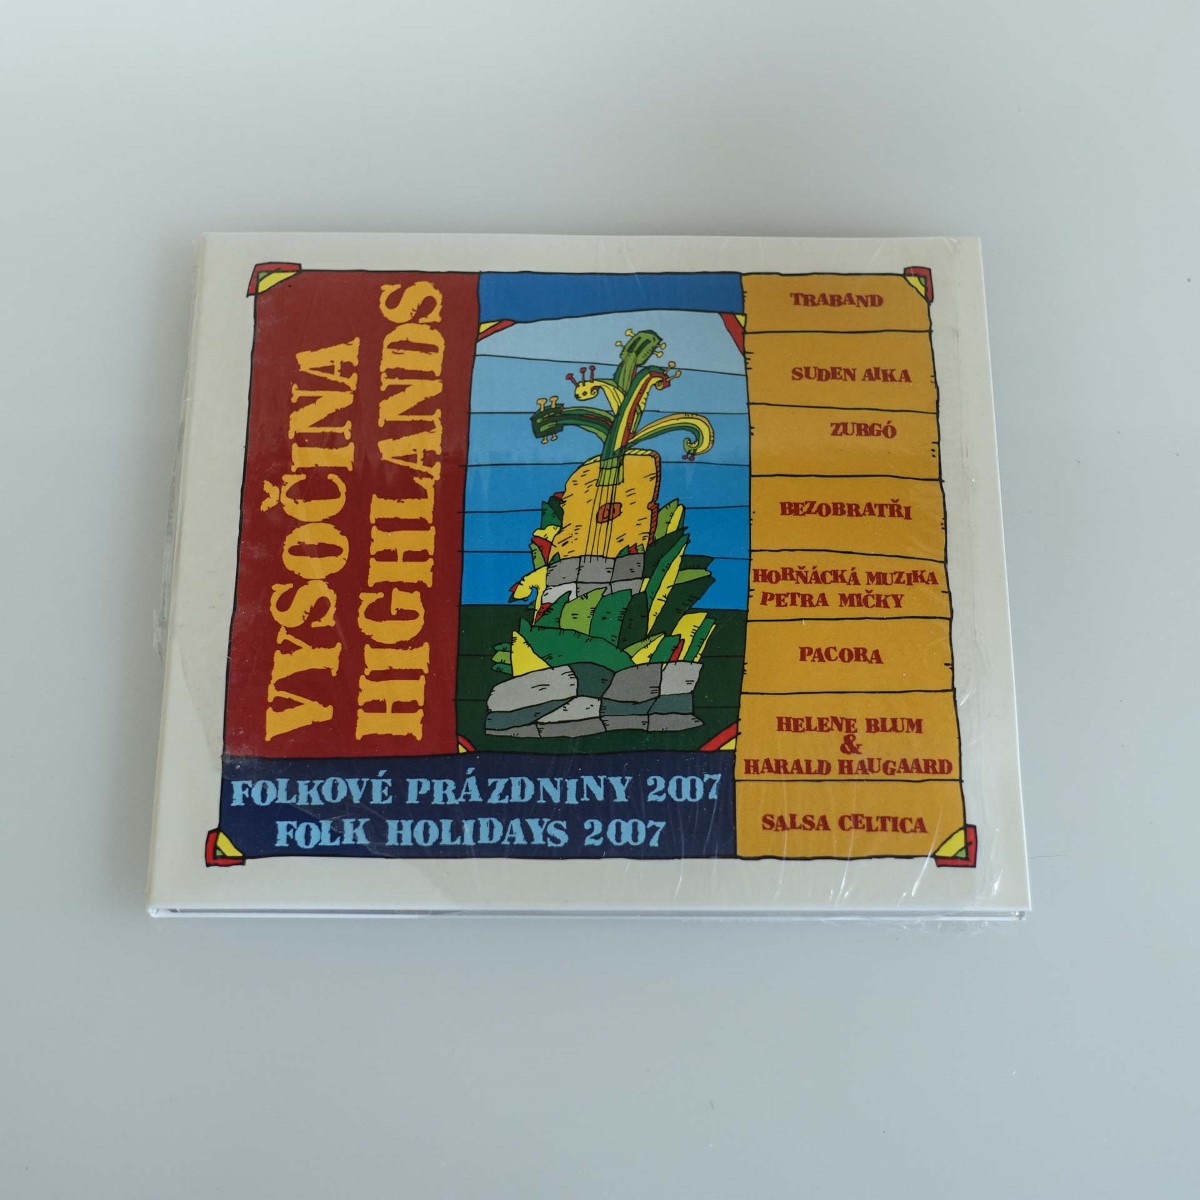 VYSOČINA
HIGHLANDS
FOLKOVÉ PRÁZDNINY 2007
FOLK HOLIDAYS 2007
TRABAND
SUDEN AIKA
ZURGÓ
BEZOBRATŘI
HORŇÁCKÁ MUZIKA
PETRA MIČKY
PACORA
HELENE BLUM
&
HARALD HAUGAARD
SALSA CELTICA